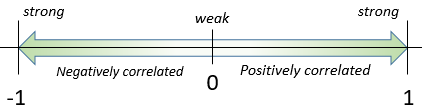 strong
weak
strong
Negatively correlated
Positively correlated
-1
0
1